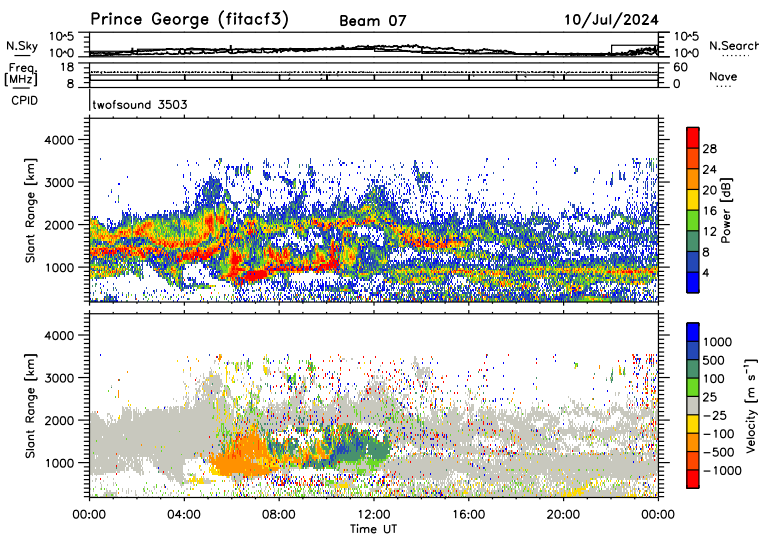 Prince George (fitacf3) Beam 07 10/Jul/2024
N.Sky 10^5 10^0 10^5 10^0 N.Search
Freq [MHz] 18 8 60 0 Nave
CPID twofsound 3503
Slant Range [km] 4000 3000 2000 1000
28 24 20 16 12 8 4 Power [dB]
Slant Range [km] 4000 3000 2000 1000
1000 500 100 25 −25 −100 −500 −1000 Velocity [m s⁻¹]
00:00 04:00 08:00 12:00 16:00 20:00 00:00
Time UT